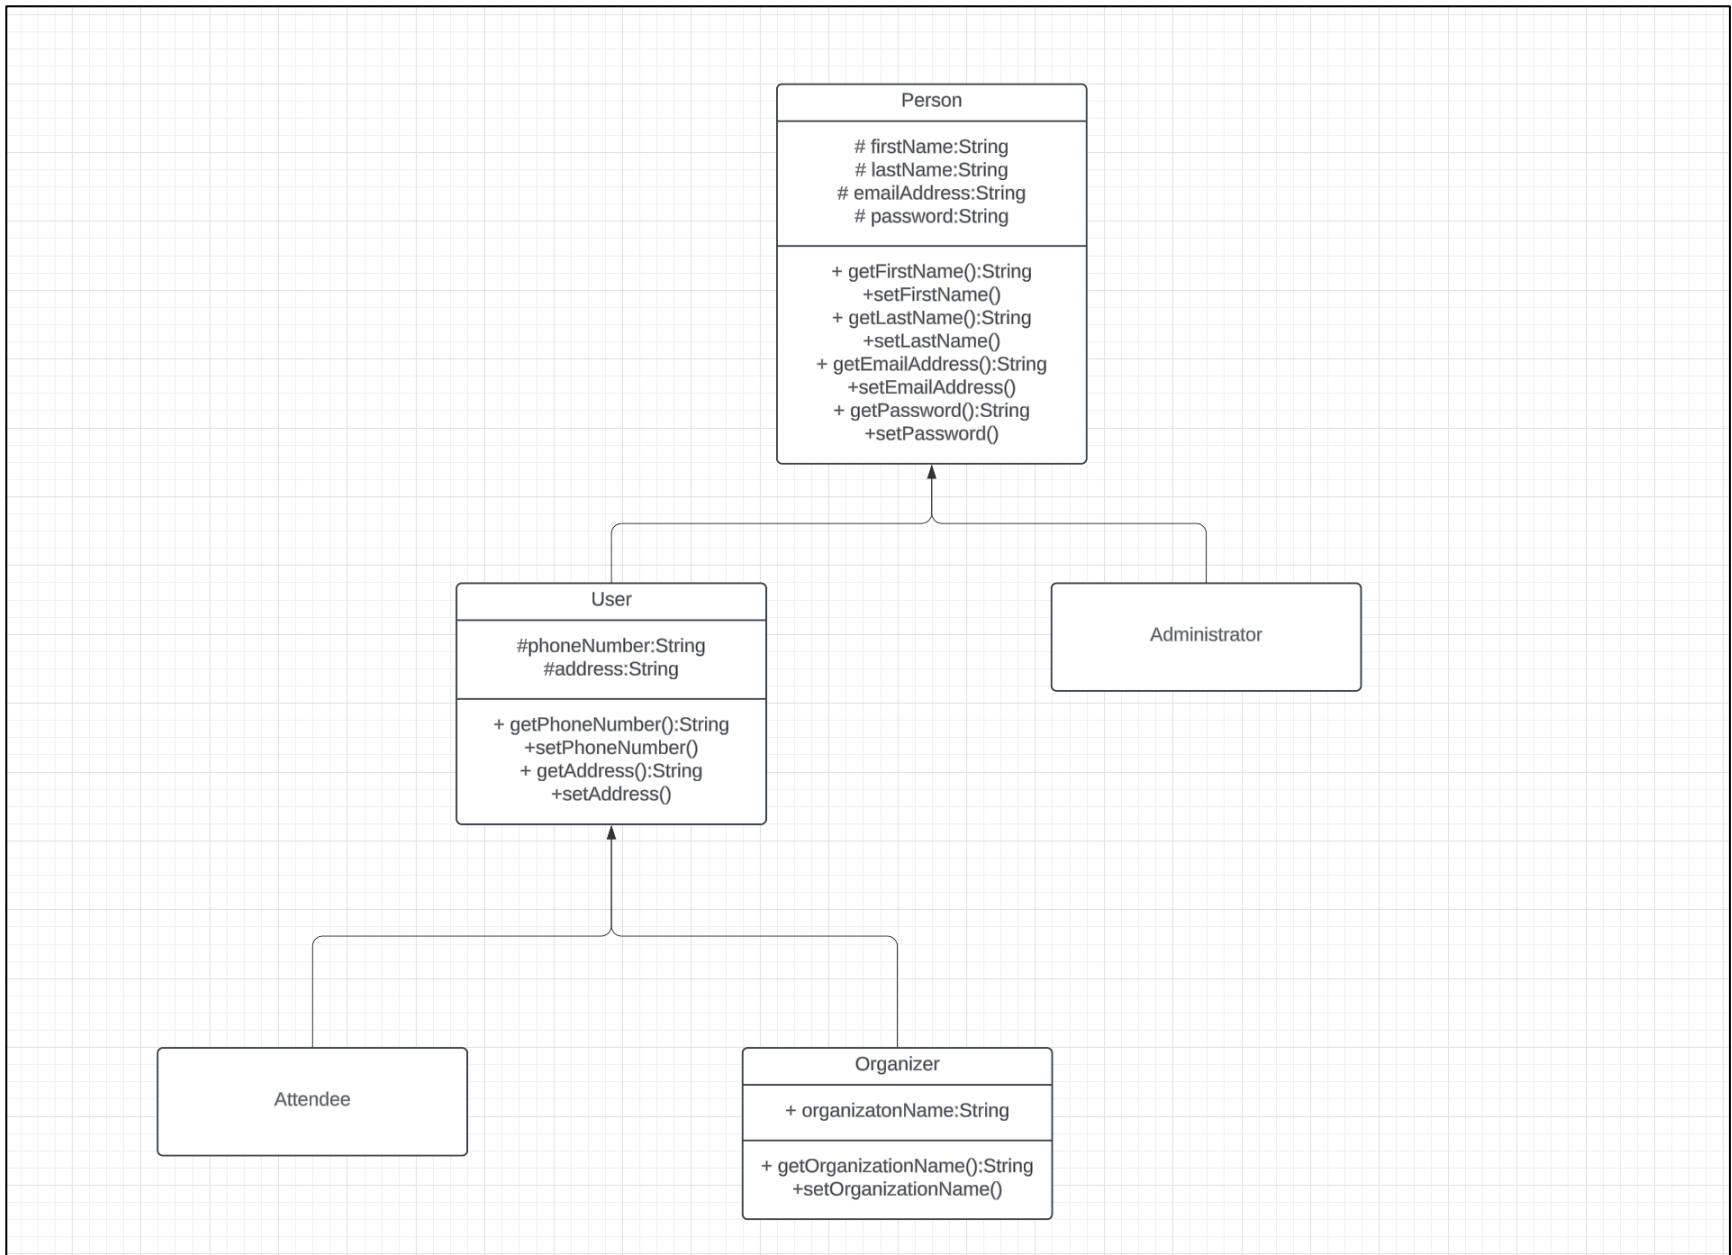 Person
# firstName:String
# lastName:String
# emailAddress:String
# password:String
+ getFirstName():String
+setFirstName()
+ getLastName():String
+setLastName()
+ getEmailAddress():String
+setEmailAddress()
+ getPassword():String
+setPassword()
User
#phoneNumber:String
#address:String
+ getPhoneNumber():String
+setPhoneNumber()
+ getAddress():String
+setAddress()
Administrator
Attendee
Organizer
+ organizatonName:String
+ getOrganizationName():String
+setOrganizationName()